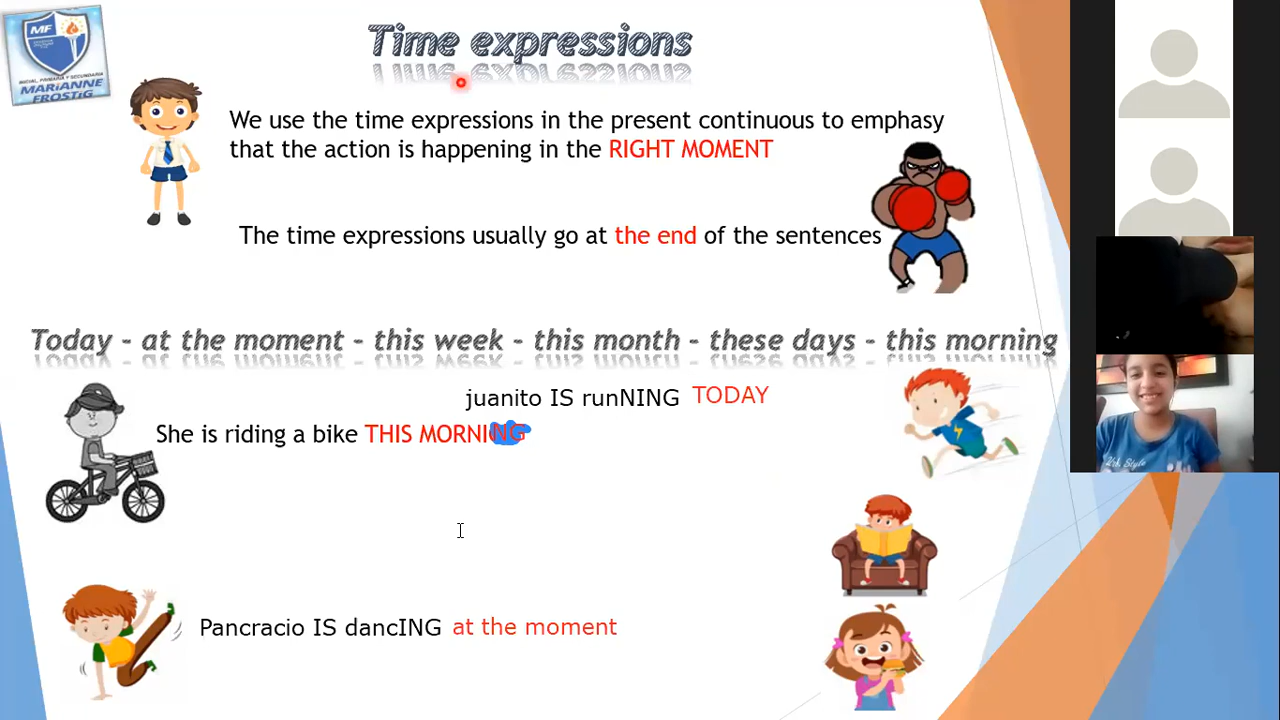 MF
INICIAL, PRIMARIA Y SECUNDARIA
MARIANNE
FROSTIG
Time expressions
We use the time expressions in the present continuous to emphasy
that the action is happening in the RIGHT MOMENT
The time expressions usually go at the end of the sentences
Today - at the moment - this week - this month - these days - this morning
juanito IS runNING TODAY
She is riding a bike THIS MORNING
Pancracio IS dancING at the moment